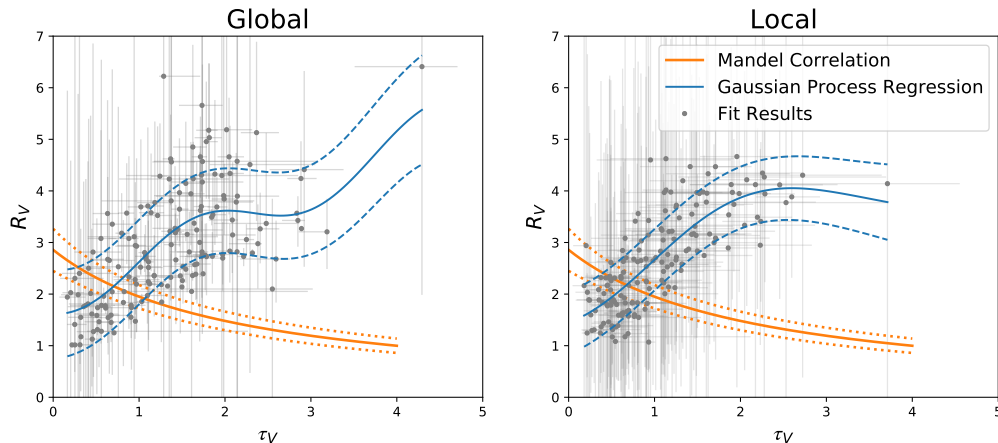 Global
7
6
5
4
3
2
1
0
R_V
0 1 2 3 4 5
τ_V
Local
Mandel Correlation
Gaussian Process Regression
Fit Results
7
6
5
4
3
2
1
0
R_V
0 1 2 3 4 5
τ_V